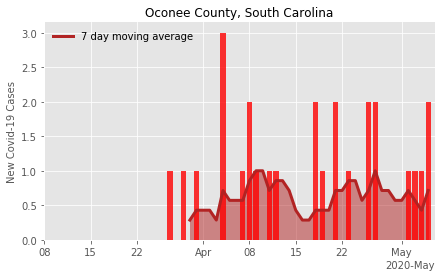 Oconee County, South Carolina
7 day moving average
New Covid-19 Cases
3.0
2.5
2.0
1.5
1.0
0.5
0.0
08 15 22 Apr 08 15 22 May
2020-May